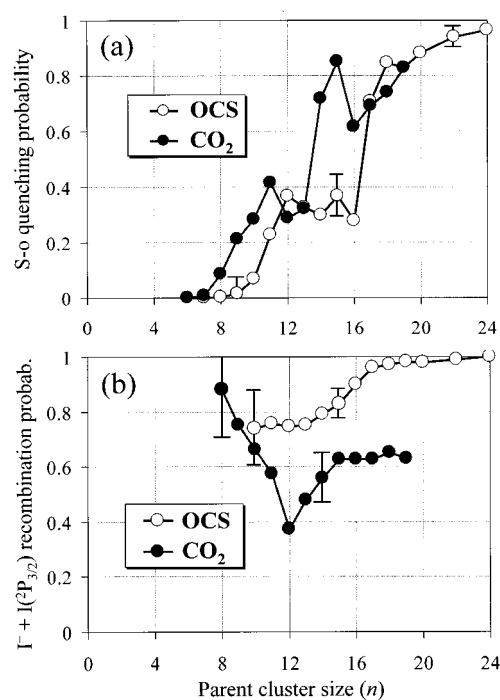 (a)
OCS
CO2
S-o quenching probability
1
0.8
0.6
0.4
0.2
0
0 4 8 12 16 20 24
(b)
OCS
CO2
I⁻ + I(²P3/2) recombination probab.
1
0.8
0.6
0.4
0.2
0
0 4 8 12 16 20 24
Parent cluster size (n)